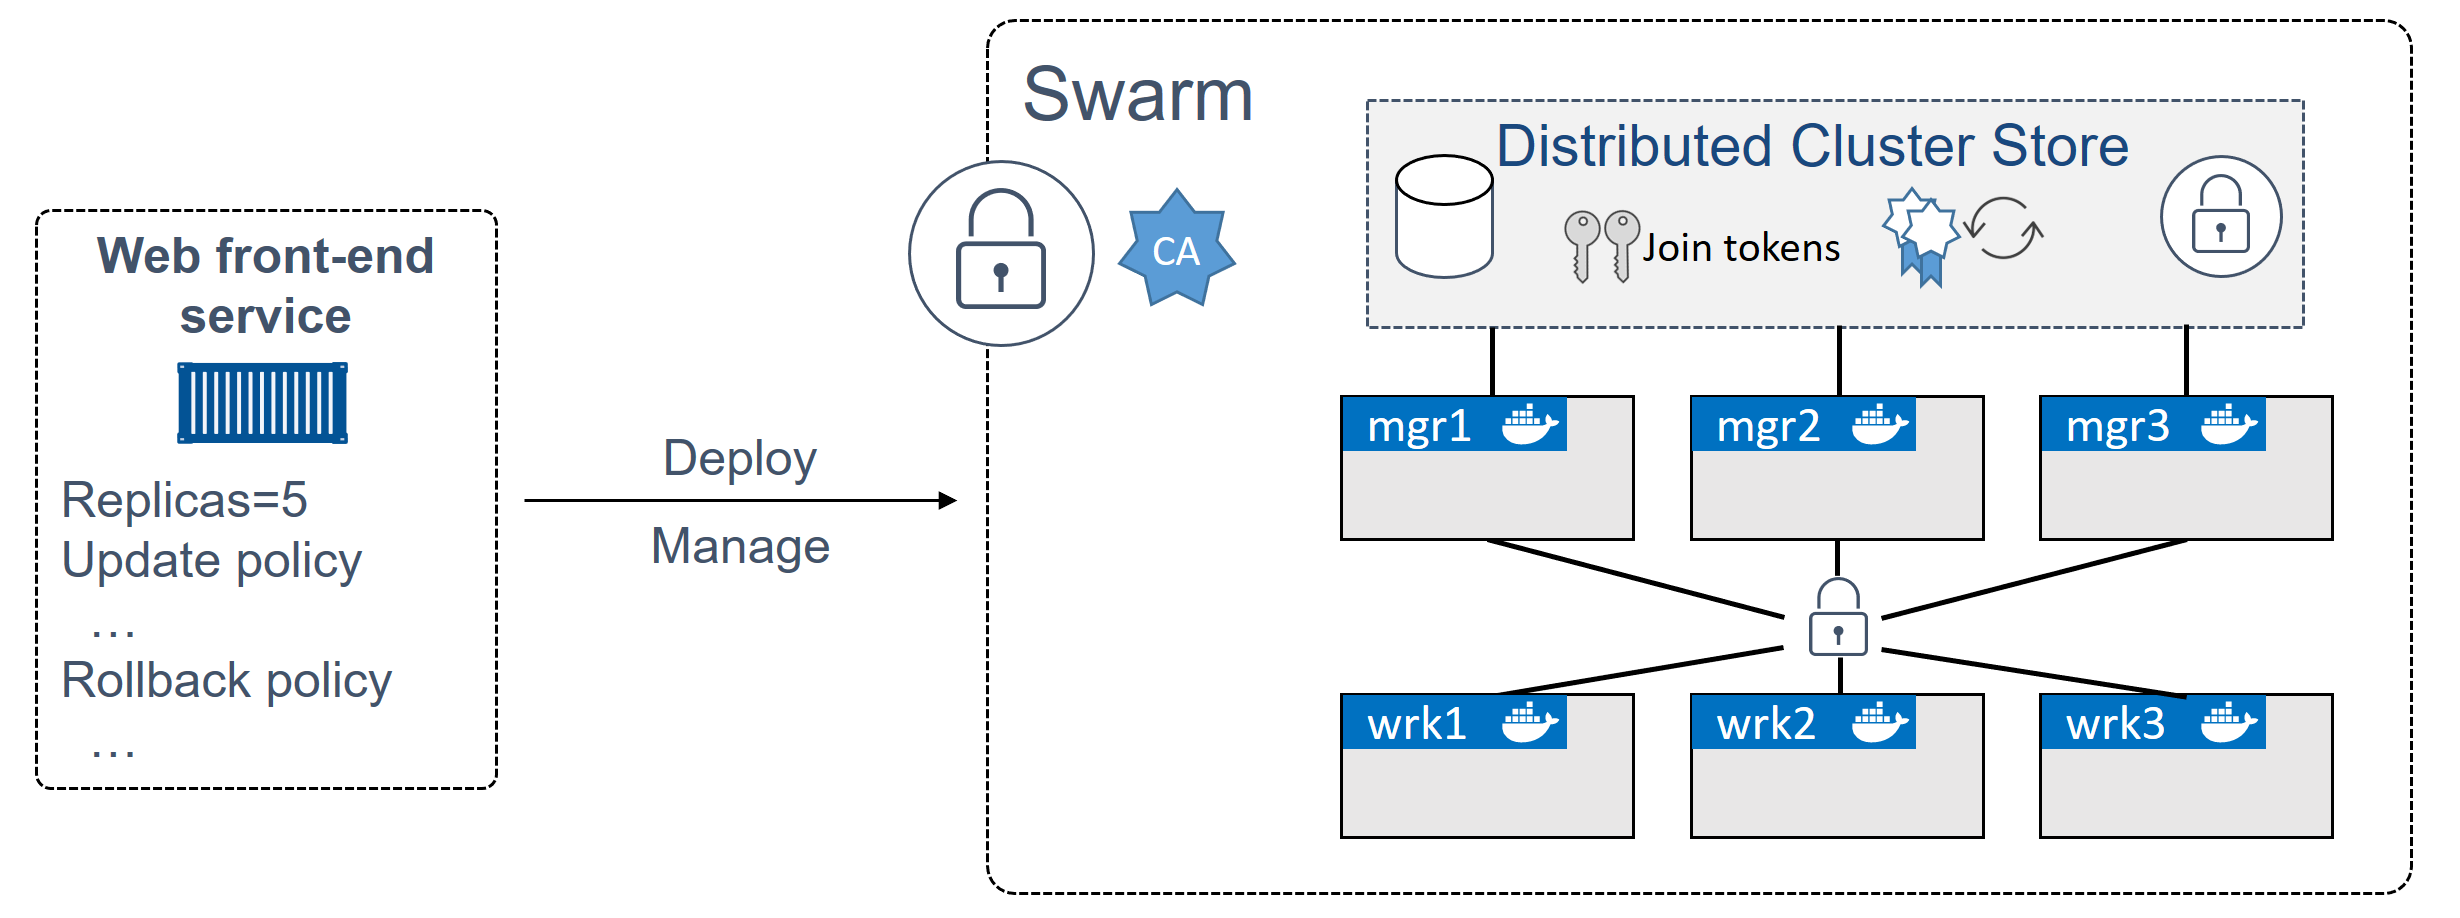 Swarm
Distributed Cluster Store
CA
Join tokens
Web front-end
service
Replicas=5
Update policy
...
Rollback policy
...
Deploy
Manage
mgr1
mgr2
mgr3
wrk1
wrk2
wrk3